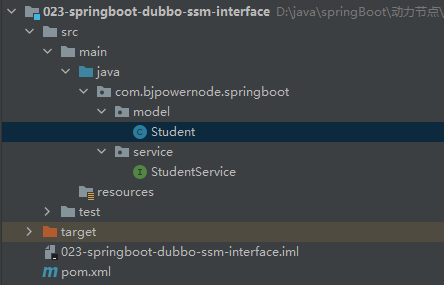 023-springboot-dubbo-ssm-interface D:\java\springBoot\动力节点\
src
main
java
com.bjpowernode.springboot
model
C Student
service
I StudentService
resources
test
target
023-springboot-dubbo-ssm-interface.iml
m pom.xml